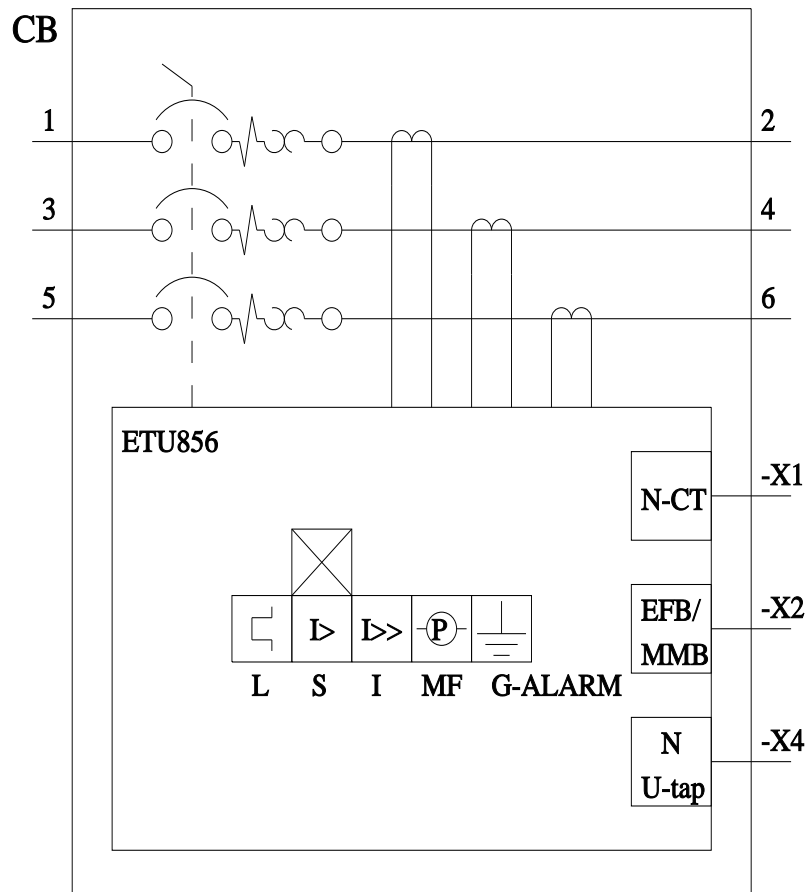 CB
1
2
3
4
5
6
ETU856
N-CT
-X1
I>
I>>
P
L
S
I
MF
G-ALARM
EFB/
MMB
-X2
N
U-tap
-X4